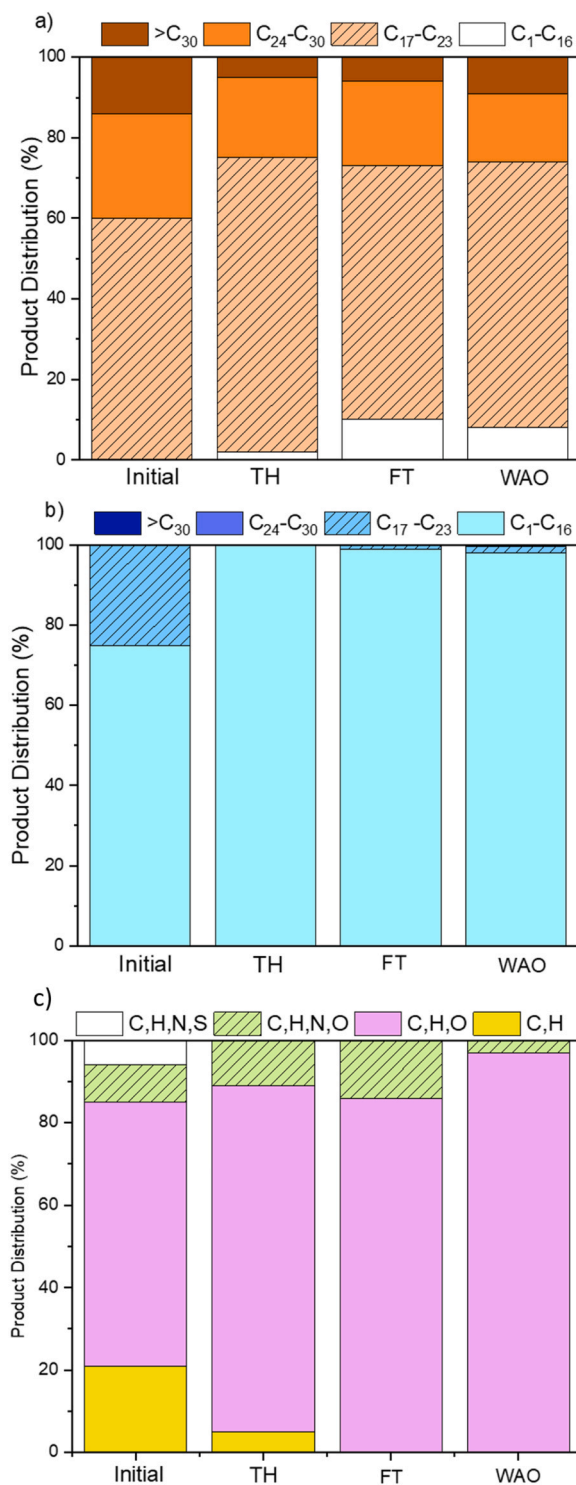 a)
>C30 C24-C30 C17-C23 C1-C16
Product Distribution (%)
100
80
60
40
20
0
Initial TH FT WAO
b)
>C30 C24-C30 C17 -C23 C1-C16
Product Distribution (%)
100
80
60
40
20
0
Initial TH FT WAO
c)
C,H,N,S C,H,N,O C,H,O C,H
Product Distribution (%)
100
80
60
40
20
0
Initial TH FT WAO